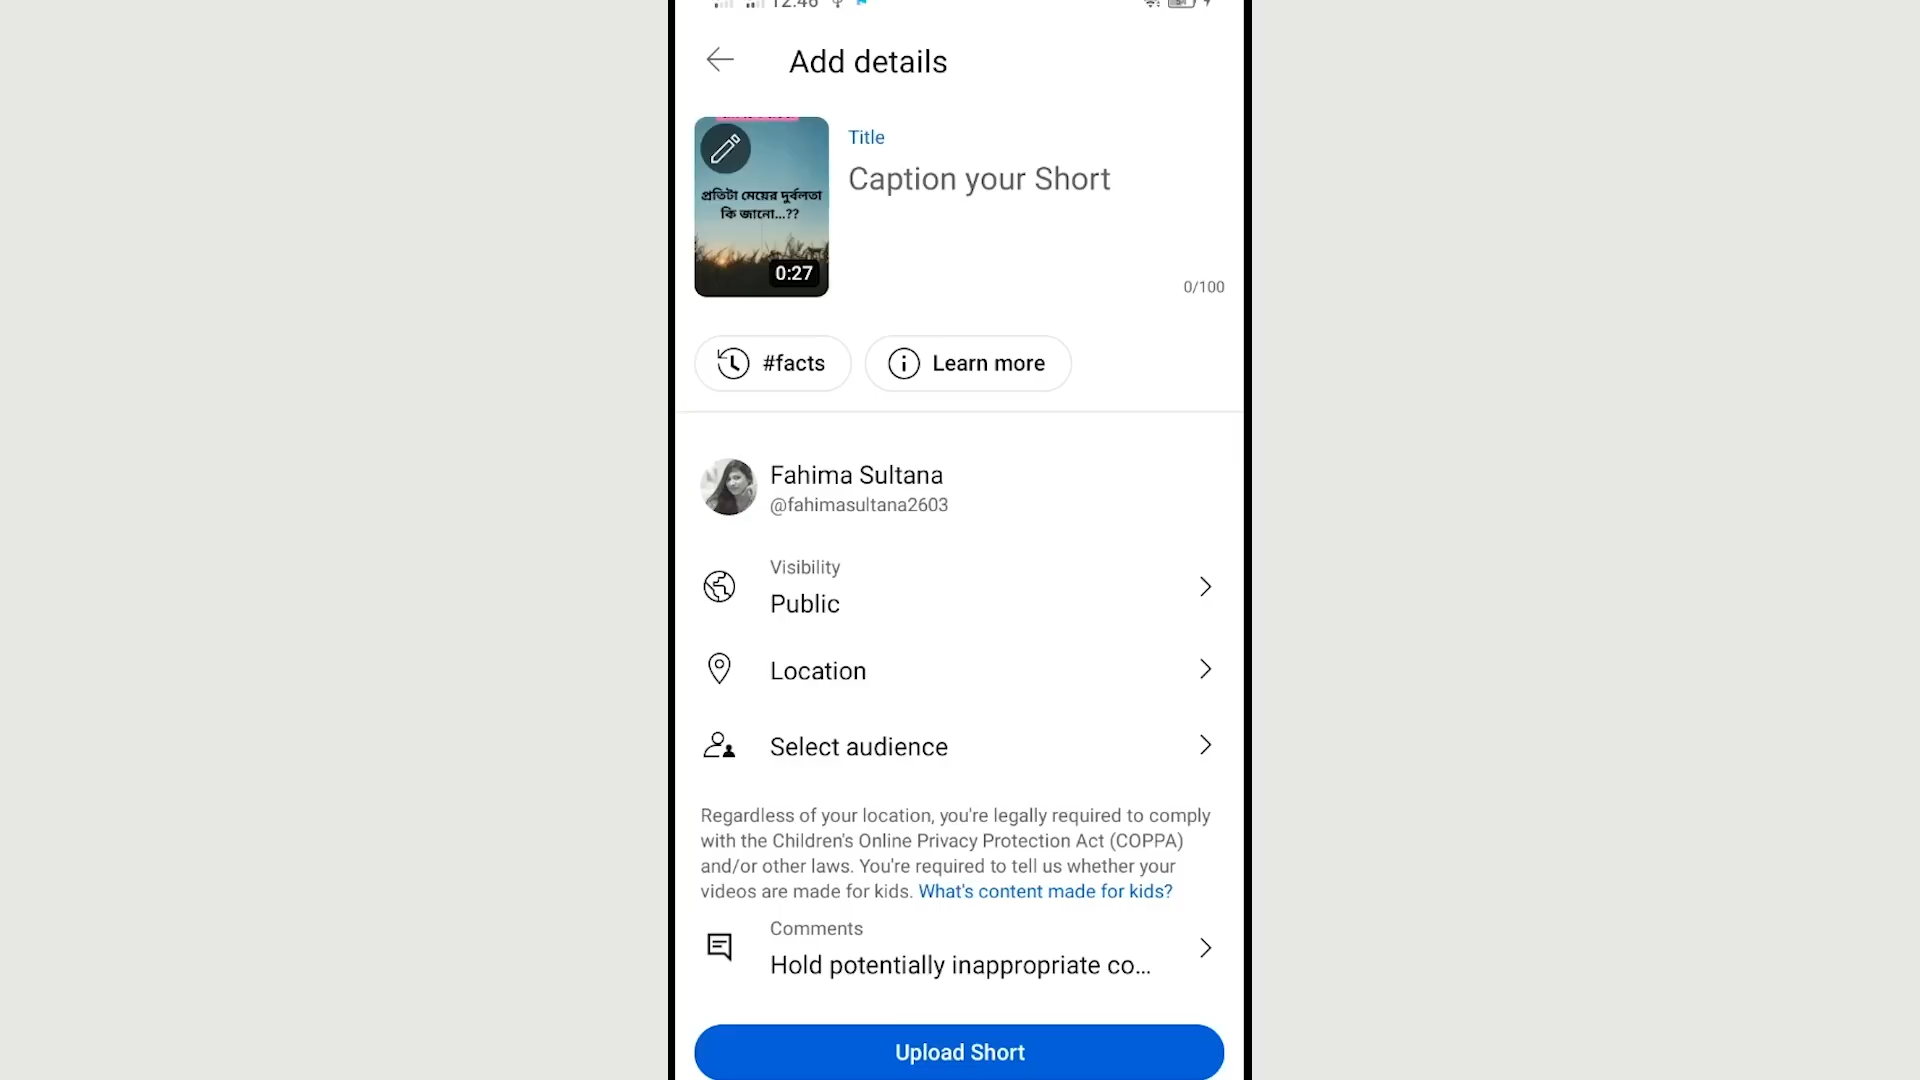 12:46
Add details
প্রতিটা মেয়ের দুর্বলতা
কি জানো...??
0:27
Title
Caption your Short
0/100
#facts
Learn more
Fahima Sultana
@fahimasultana2603
Visibility
Public
Location
Select audience
Regardless of your location, you're legally required to comply
with the Children's Online Privacy Protection Act (COPPA)
and/or other laws. You're required to tell us whether your
videos are made for kids. What's content made for kids?
Comments
Hold potentially inappropriate co...
Upload Short